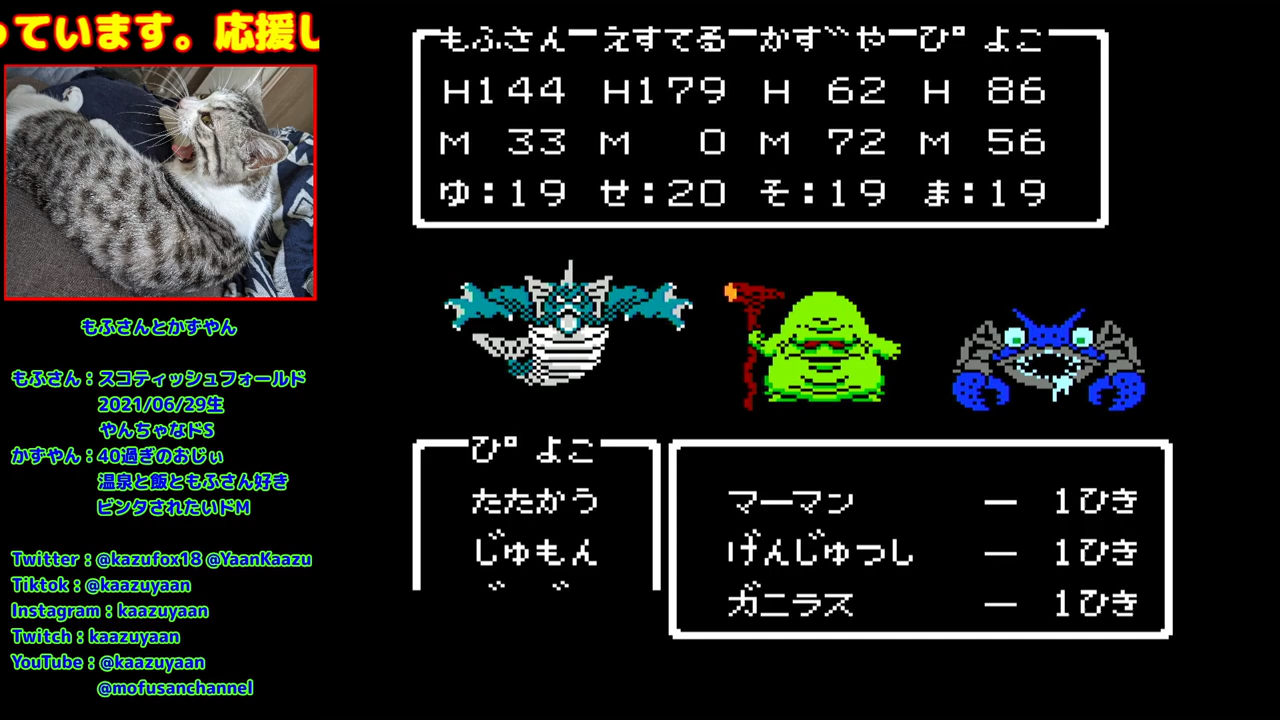 っています。応援し
もふさんとかずやん
もふさん：スコティッシュフォールド
2021/06/29生
やんちゃなドS
かずやん：40過ぎのおじぃ
温泉と飯ともふさん好き
ビンタされたいドM
Twitter：@kazufox18 @YaanKaazu
Tiktok：@kaazuyaan
Instagram：kaazuyaan
Twitch：kaazuyaan
YouTube：@kaazuyaan
@mofusanchannel
もふさん えすてる かずや ぴよこ
H144 H179 H 62 H 86
M 33 M 0 M 72 M 56
ゆ:19 せ:20 そ:19 ま:19
ぴよこ
たたかう
じゅもん
マーマン ー 1ひき
げんじゅつし ー 1ひき
ガニラス ー 1ひき